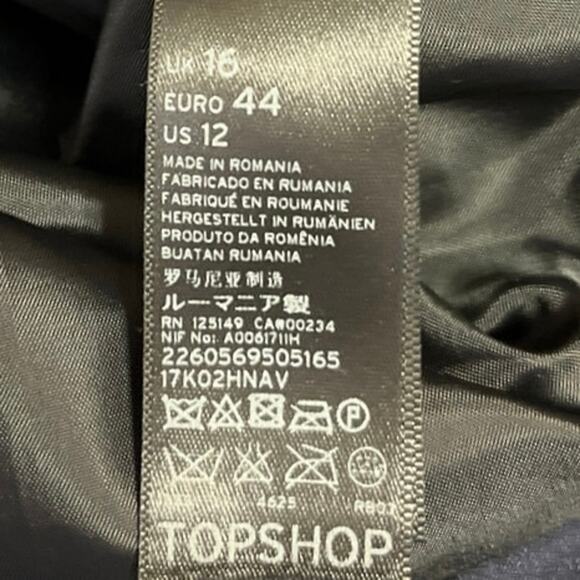 UK 16
EURO 44
US 12
MADE IN ROMANIA
FABRICADO EN RUMANIA
FABRIQUÉ EN ROUMANIE
HERGESTELLT IN RUMÄNIEN
PRODUTO DA ROMÊNIA
BUATAN RUMANIA
罗马尼亚制造
ルーマニア製
RN 125149 CA#00234
NIF No: A0061711H
2260569505165
17K02HNAV
P
4625 RB07
TOPSHOP